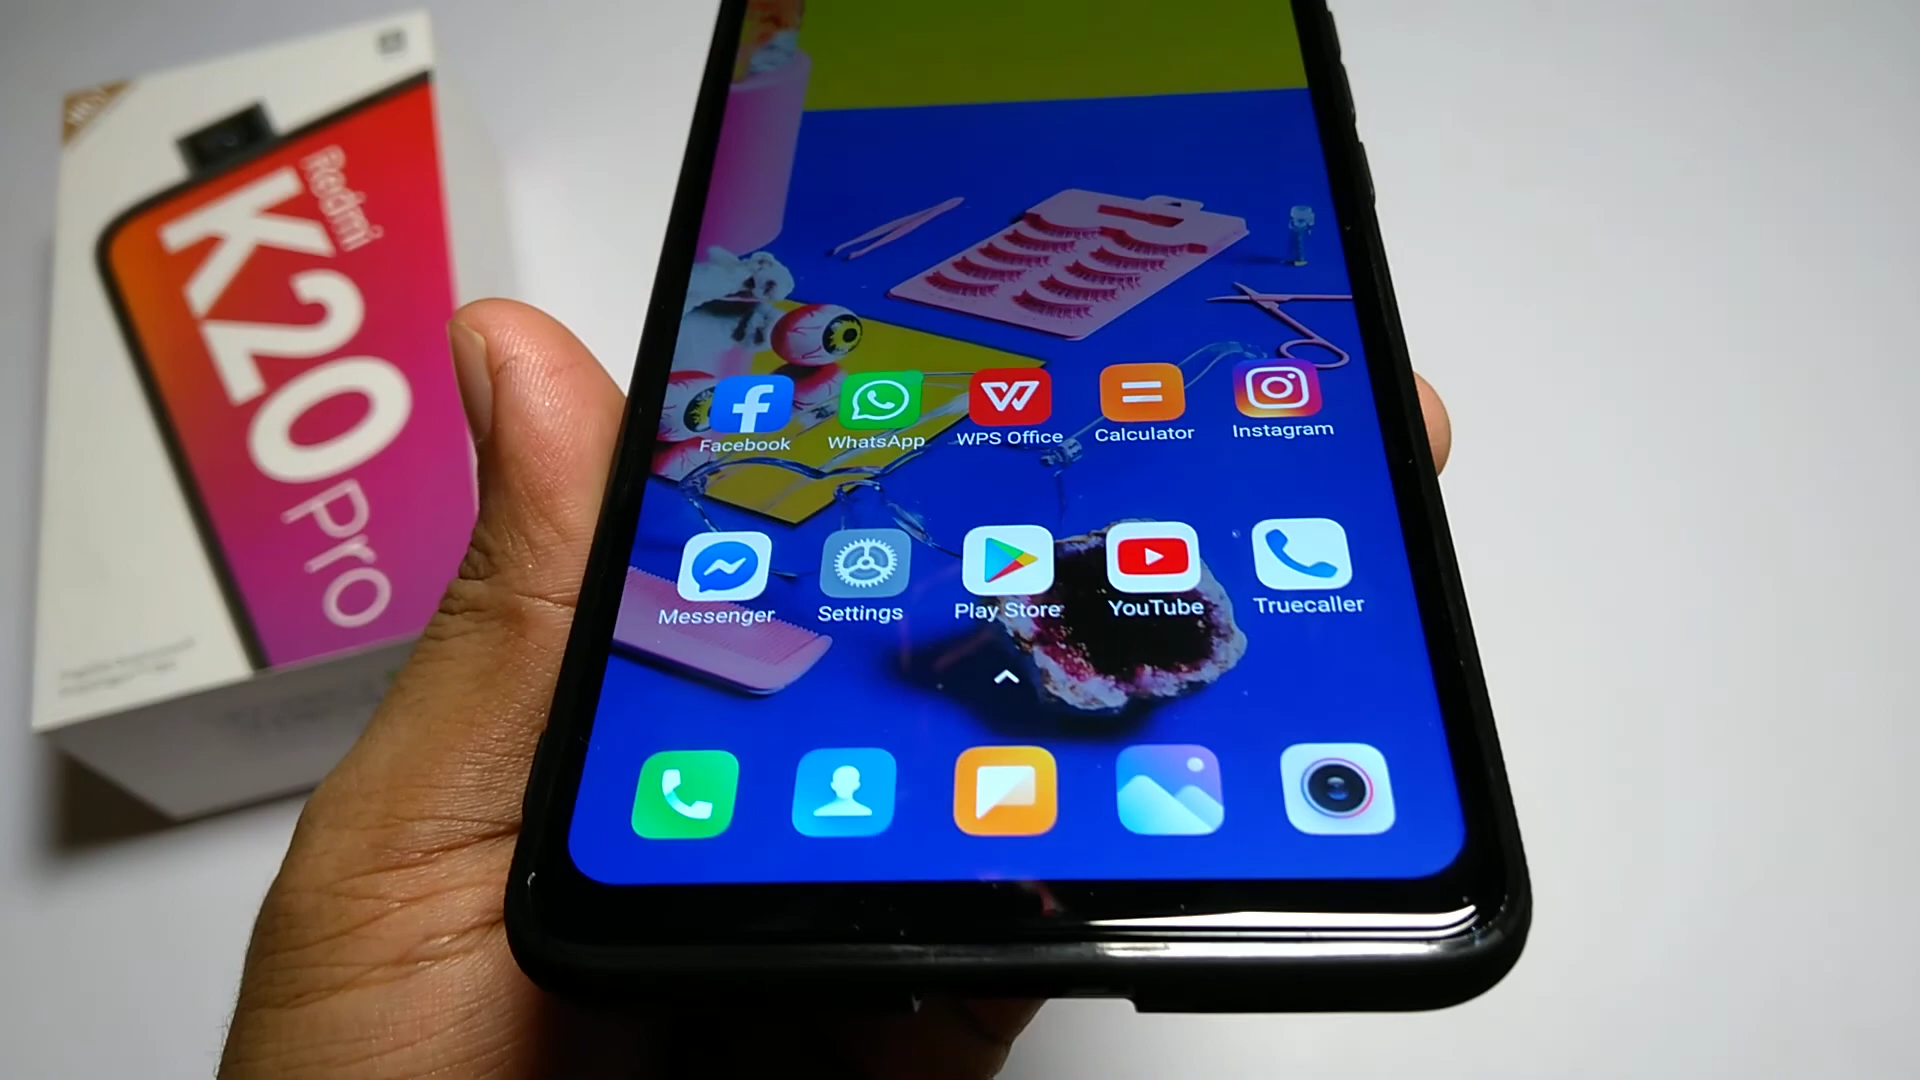 Redmi
K20 Pro
Facebook
WhatsApp
WPS Office
Calculator
Instagram
Messenger
Settings
Play Store
YouTube
Truecaller